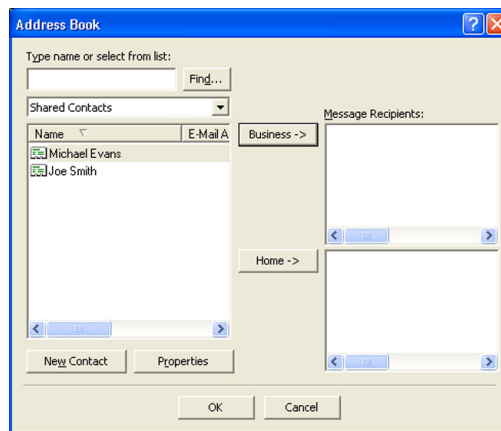 Address Book
Type name or select from list:
Find...
Shared Contacts
Name E-Mail A
Michael Evans
Joe Smith
Business ->
Message Recipients:
Home ->
New Contact Properties
OK Cancel